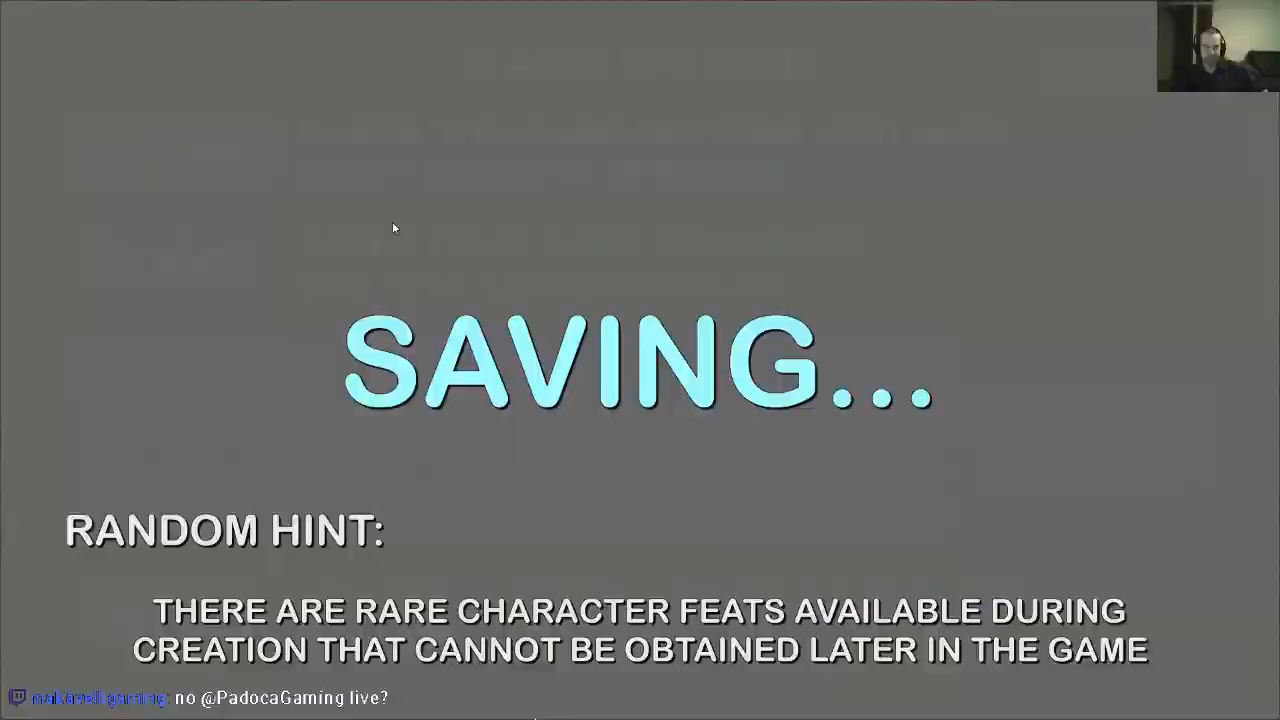 SAVING...
RANDOM HINT:
THERE ARE RARE CHARACTER FEATS AVAILABLE DURING
CREATION THAT CANNOT BE OBTAINED LATER IN THE GAME
no @PadocaGaming live?